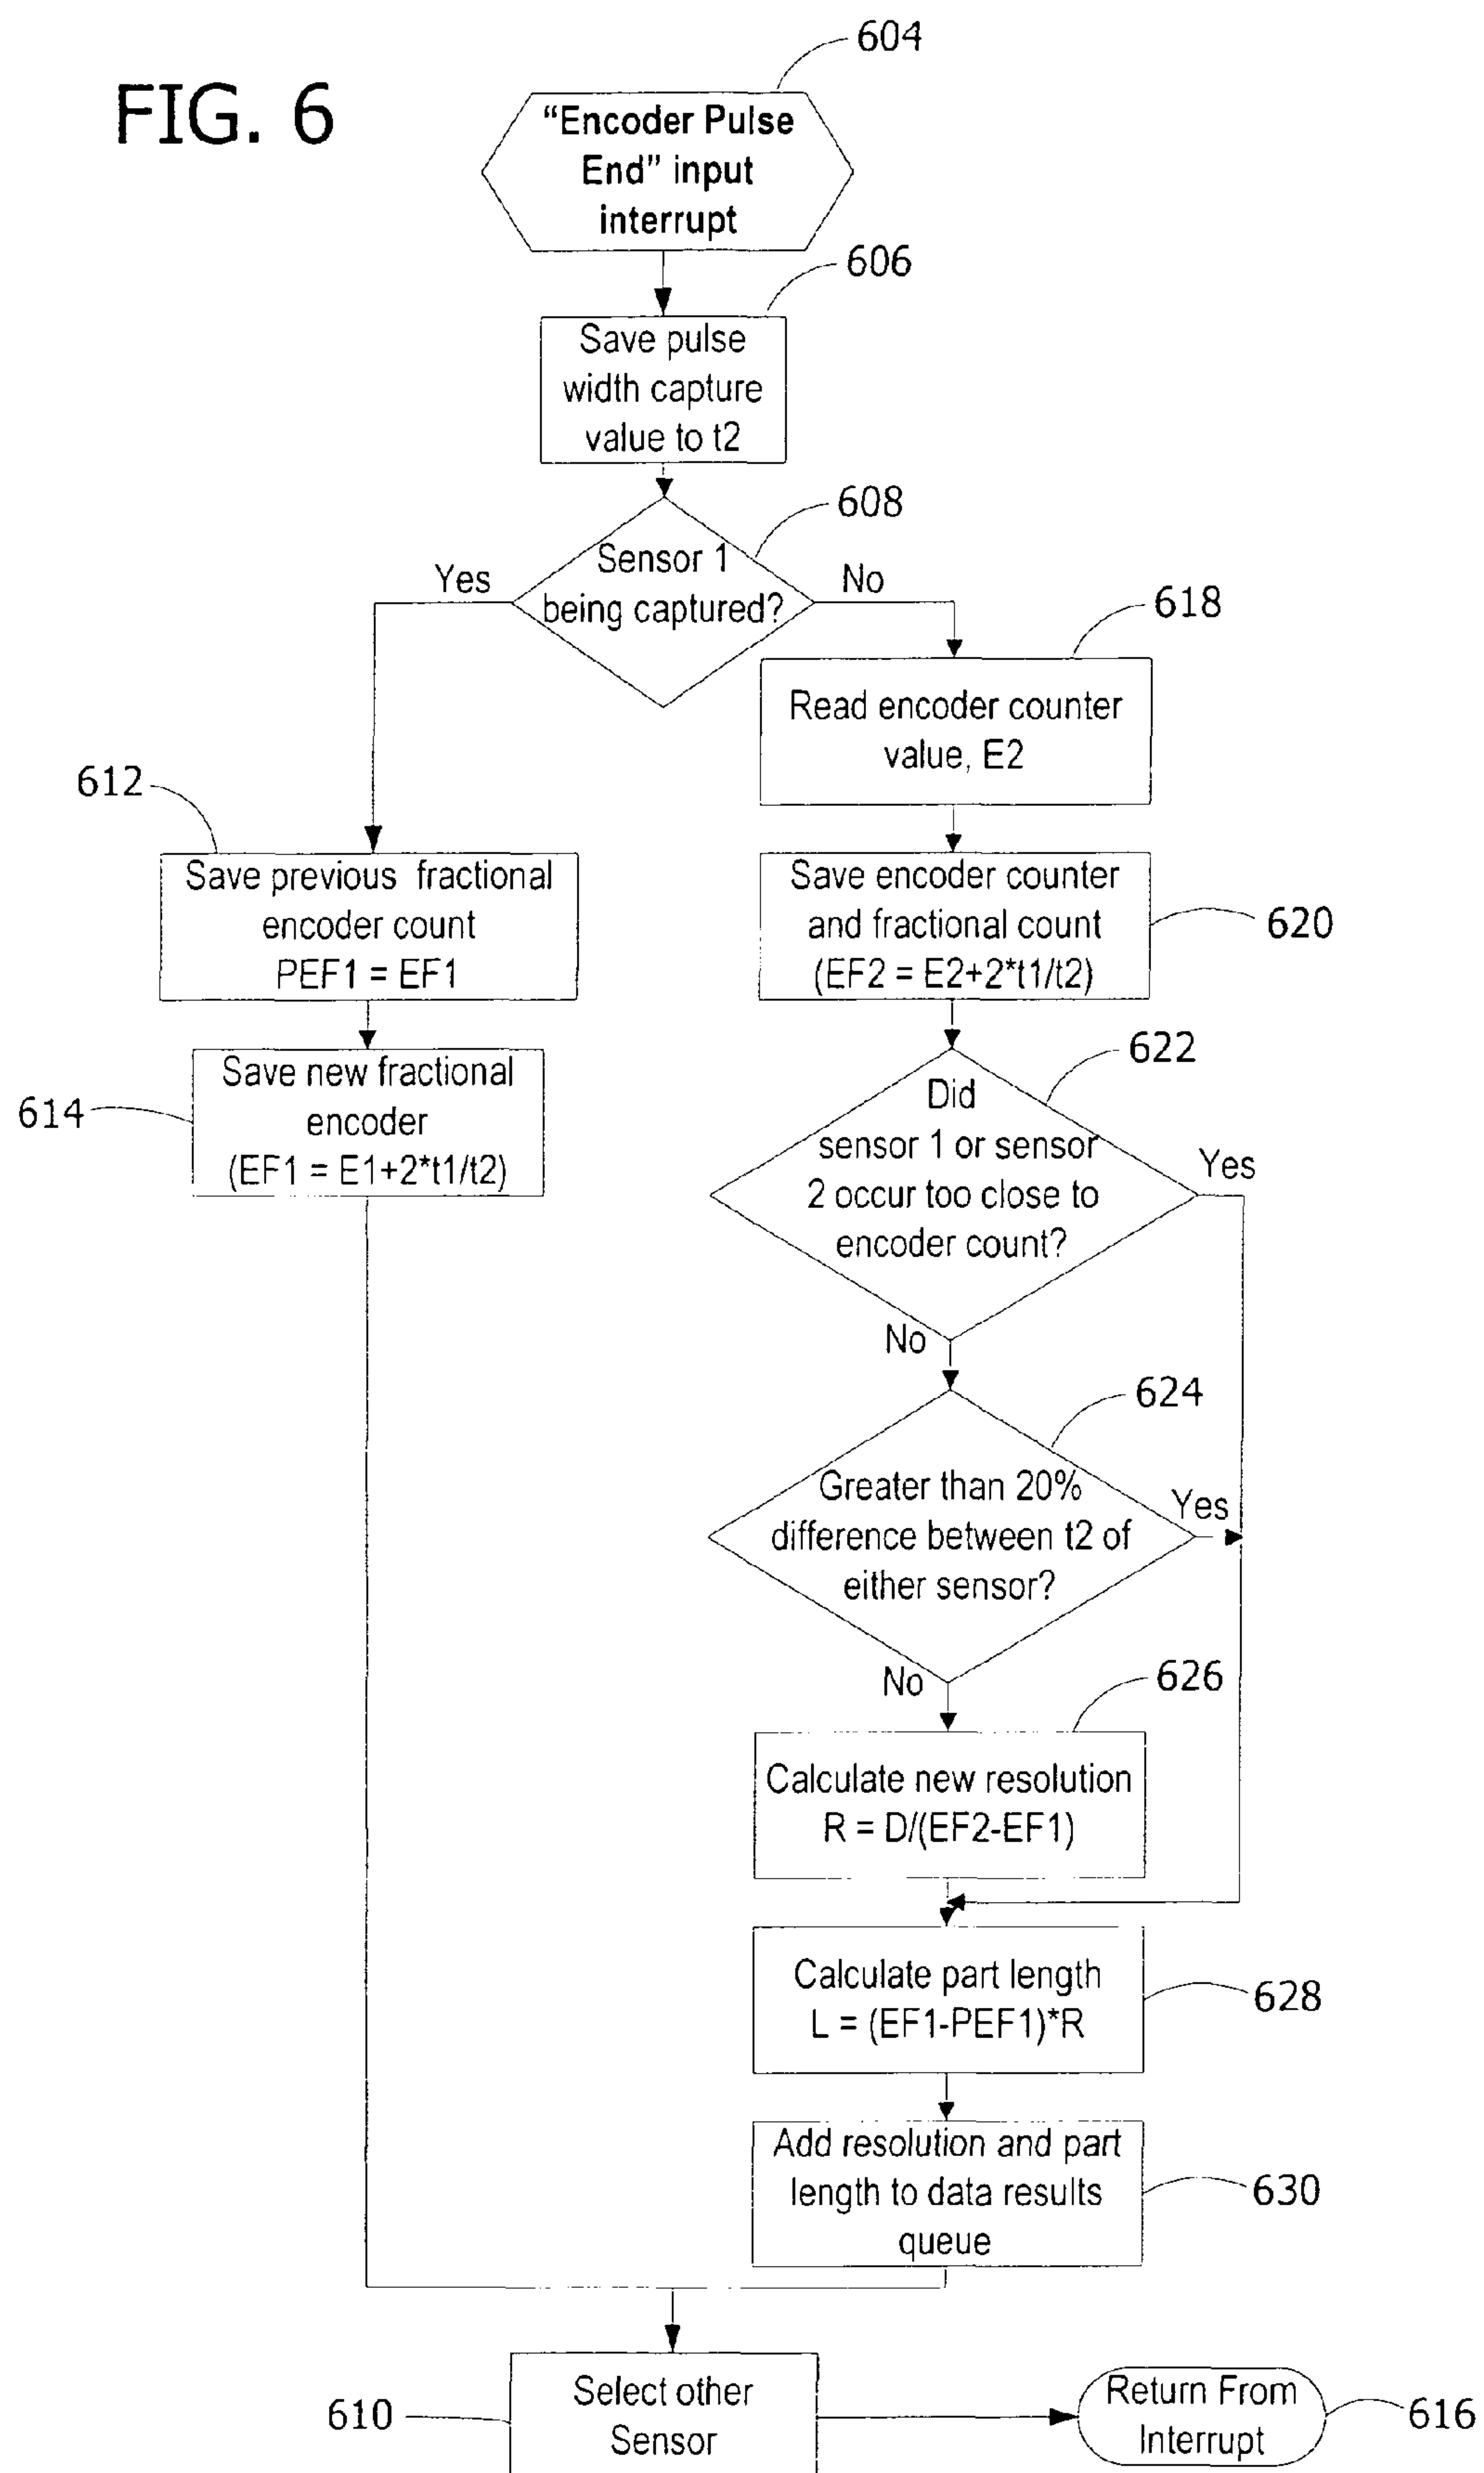 FIG. 6
604
“Encoder Pulse
End” input
interrupt
606
Save pulse
width capture
value to t2
608
Sensor 1
being captured?
Yes
No
618
Read encoder counter
value, E2
612
Save previous fractional
encoder count
PEF1 = EF1
Save encoder counter
and fractional count
(EF2 = E2+2*t1/t2)
620
614
Save new fractional
encoder
(EF1 = E1+2*t1/t2)
622
Did
sensor 1 or sensor
2 occur too close to
encoder count?
Yes
No
624
Greater than 20%
difference between t2 of
either sensor?
Yes
No
626
Calculate new resolution
R = D/(EF2-EF1)
Calculate part length
L = (EF1-PEF1)*R
628
Add resolution and part
length to data results
queue
630
610
Select other
Sensor
Return From
Interrupt
616